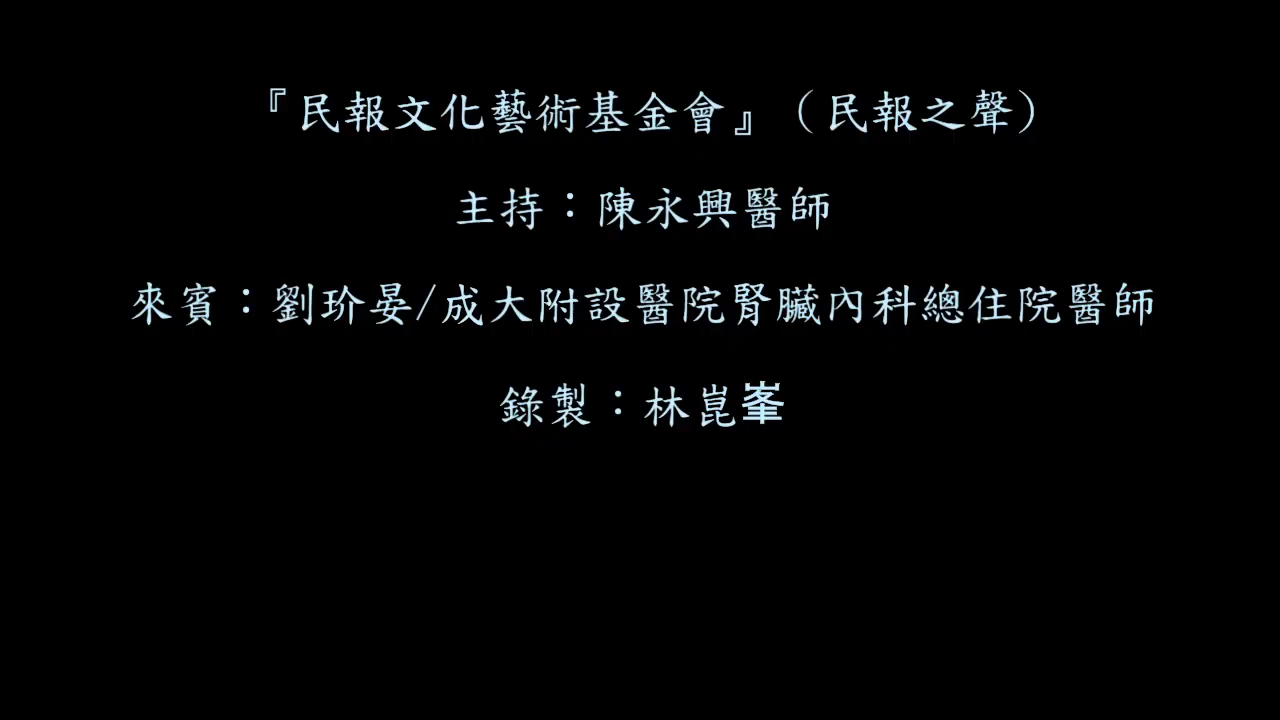 『民報文化藝術基金會』（民報之聲）
主持：陳永興醫師
來賓：劉玠晏/成大附設醫院腎臟內科總住院醫師
錄製：林崑峯